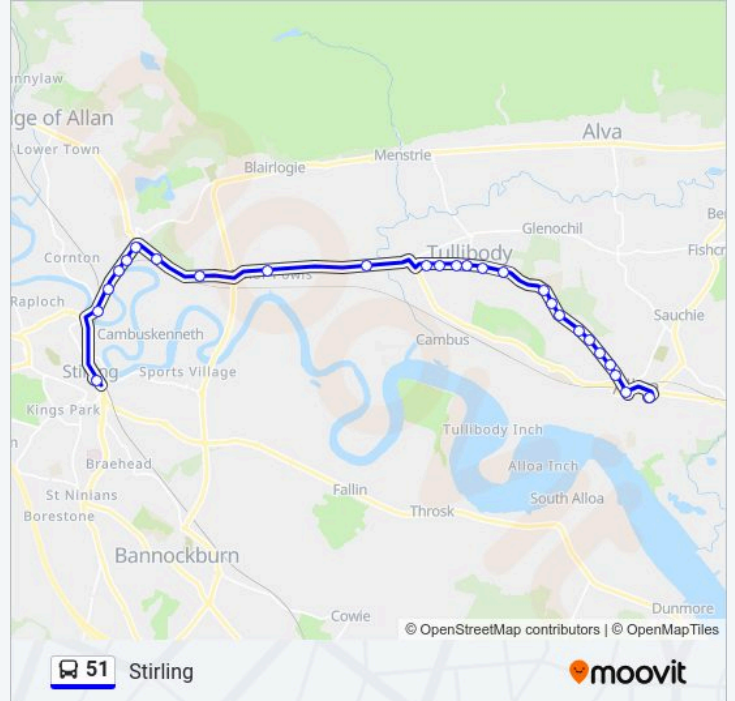 nnylaw
ge of Allan
Lower Town
Blairlogie
Menstrie
Alva
Glenochil
Be
Cornton
Tullibody
Fishcr
Raploch
Powis
Sauchie
Cambuskenneth
Cambus
Stirling
Sports Village
A
Kings Park
Tullibody Inch
Braehead
Alloa Inch
St Ninians
Fallin
South Alloa
Borestone
Throsk
Bannockburn
Cowie
Dunmore
© OpenStreetMap contributors | © OpenMapTiles
51 Stirling
moovit